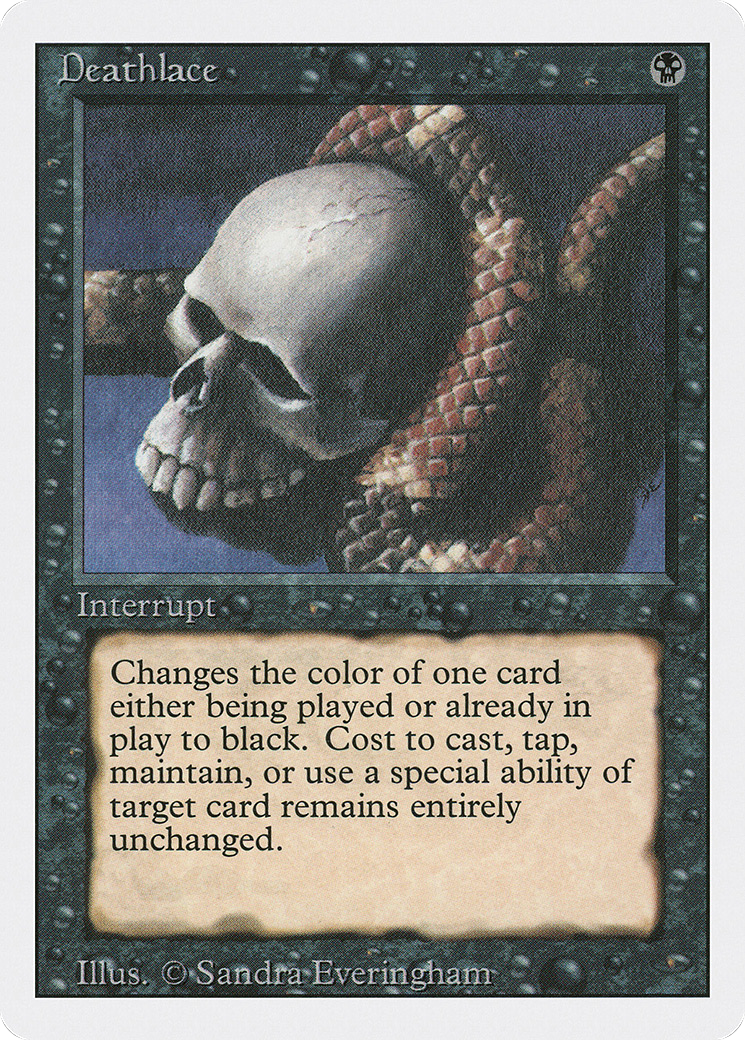 Deathlace
Interrupt
Changes the color of one card
either being played or already in
play to black. Cost to cast, tap,
maintain, or use a special ability of
target card remains entirely
unchanged.
Illus. © Sandra Everingham